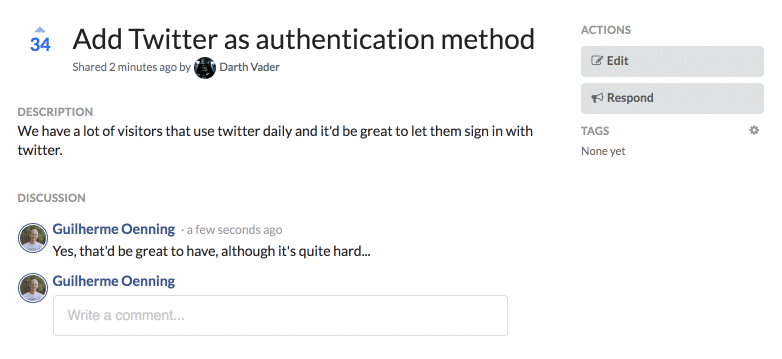 34
Add Twitter as authentication method
Shared 2 minutes ago by Darth Vader
DESCRIPTION
We have a lot of visitors that use twitter daily and it'd be great to let them sign in with
twitter.
DISCUSSION
Guilherme Oenning · a few seconds ago
Yes, that'd be great to have, although it's quite hard...
Guilherme Oenning
Write a comment...
ACTIONS
Edit
Respond
TAGS
None yet